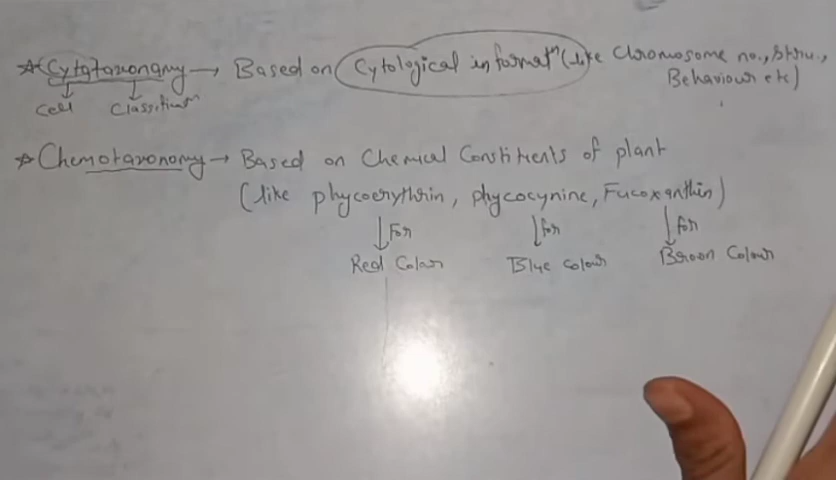 ☆ Cytotaxonomy → Based on Cytological informatⁿ (like Chromosome no., stru.,
Behaviour etc)
Cell Classificatⁿ
☆ Chemotaxonomy → Based on Chemical Constituents of plant
(like phycoerythrin, phycocynine, Fucoxanthin)
For for for
Red Colour Blue colour Brown Colour